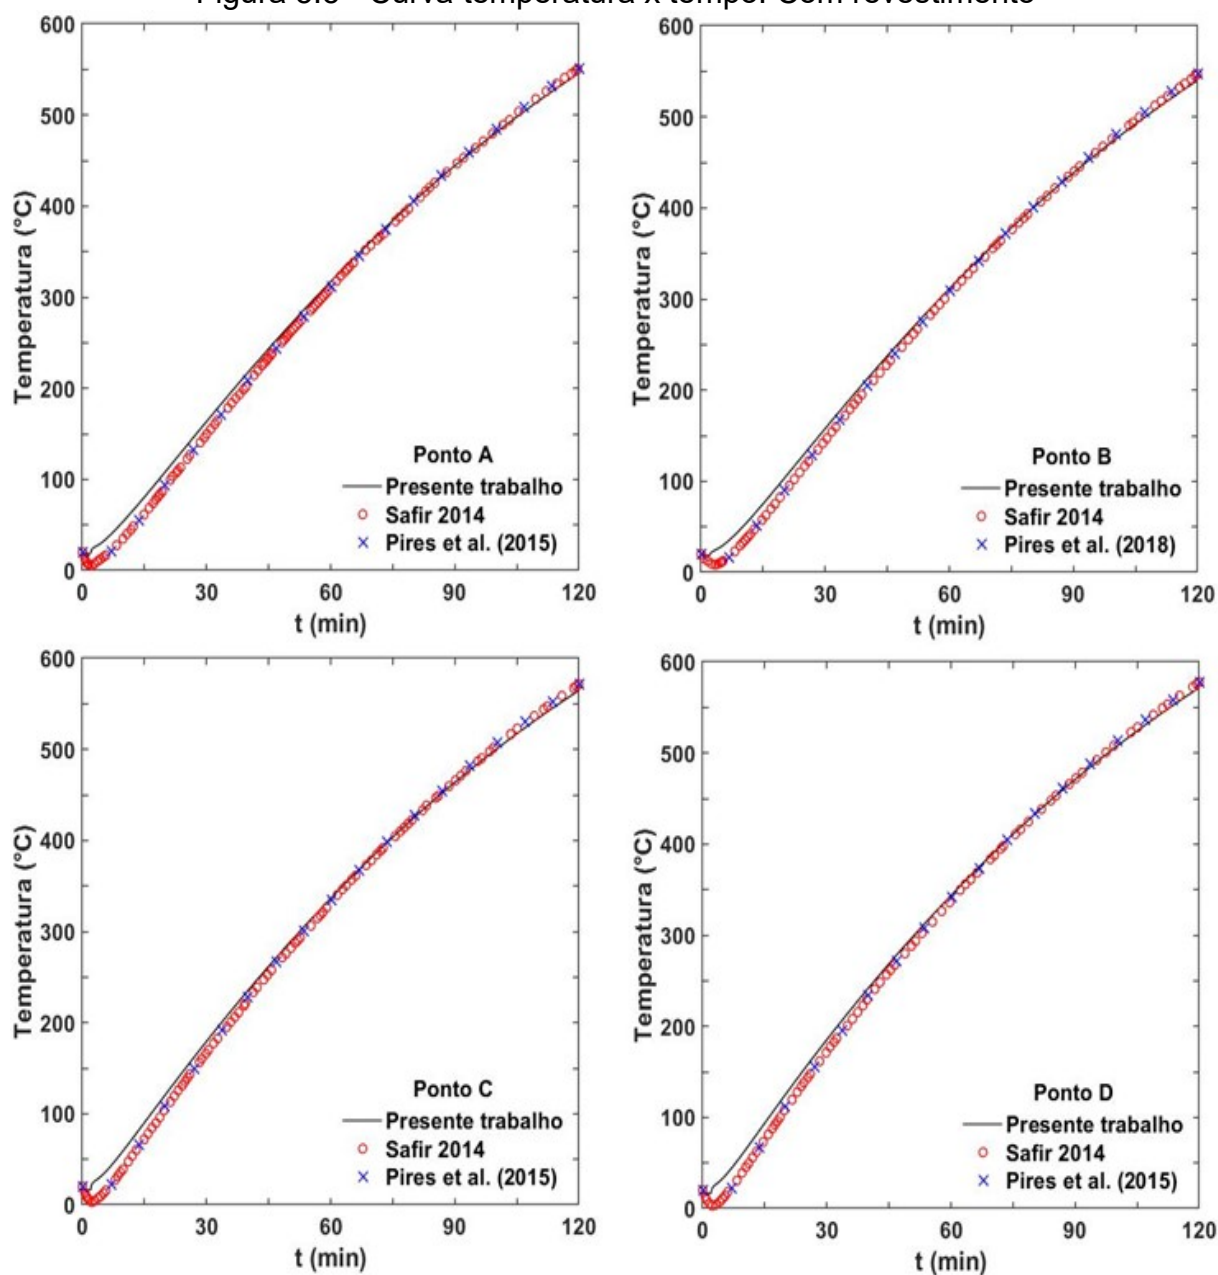 Figura - Curva temperatura x tempo. Com revestimento
600
500
400
300
200
100
0
Temperatura (°C)
Ponto A
Presente trabalho
Safir 2014
Pires et al. (2015)
0 30 60 90 120
t (min)
600
500
400
300
200
100
0
Temperatura (°C)
Ponto B
Presente trabalho
Safir 2014
Pires et al. (2018)
0 30 60 90 120
t (min)
600
500
400
300
200
100
0
Temperatura (°C)
Ponto C
Presente trabalho
Safir 2014
Pires et al. (2015)
0 30 60 90 120
t (min)
600
500
400
300
200
100
0
Temperatura (°C)
Ponto D
Presente trabalho
Safir 2014
Pires et al. (2015)
0 30 60 90 120
t (min)